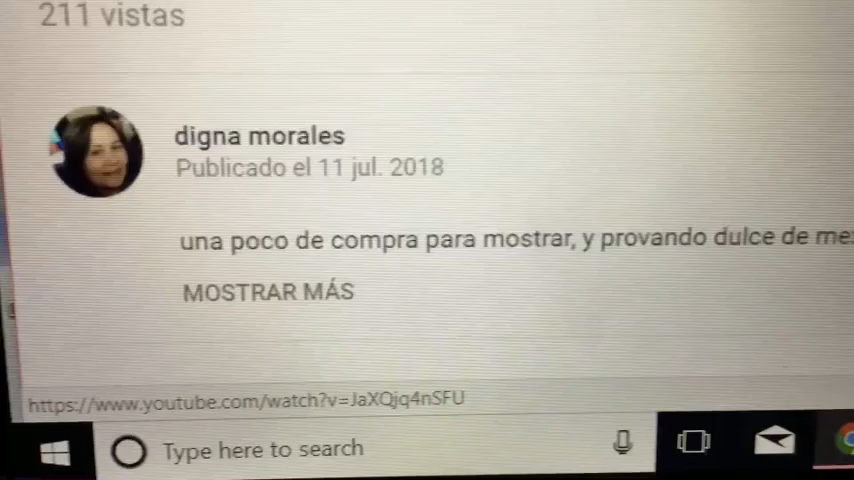 211 vistas
digna morales
Publicado el 11 jul. 2018
una poco de compra para mostrar, y provando dulce de
MOSTRAR MÁS
https://www.youtube.com/watch?v=JaXQjq4nSFU
Type here to search